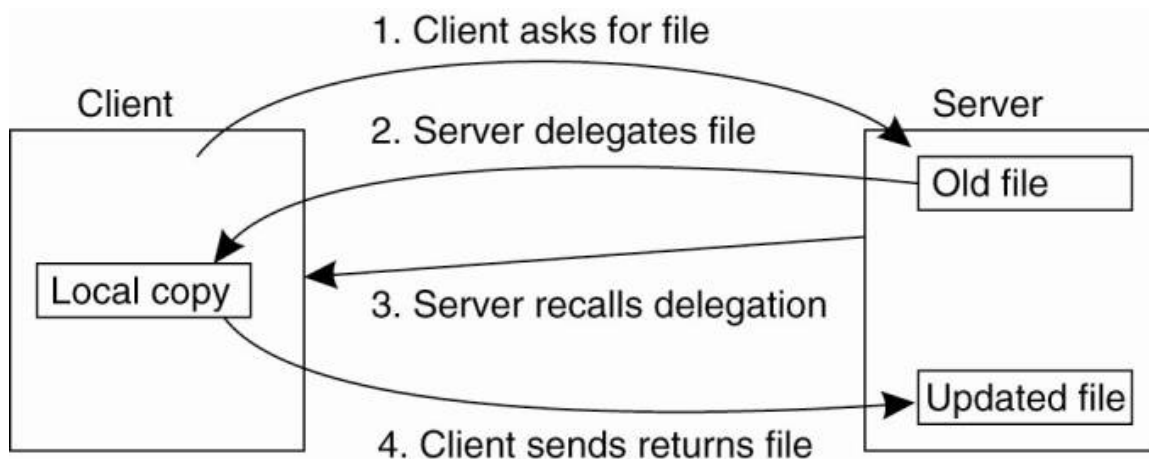 1. Client asks for file
Client
Server
2. Server delegates file
Old file
Local copy
3. Server recalls delegation
Updated file
4. Client sends returns file